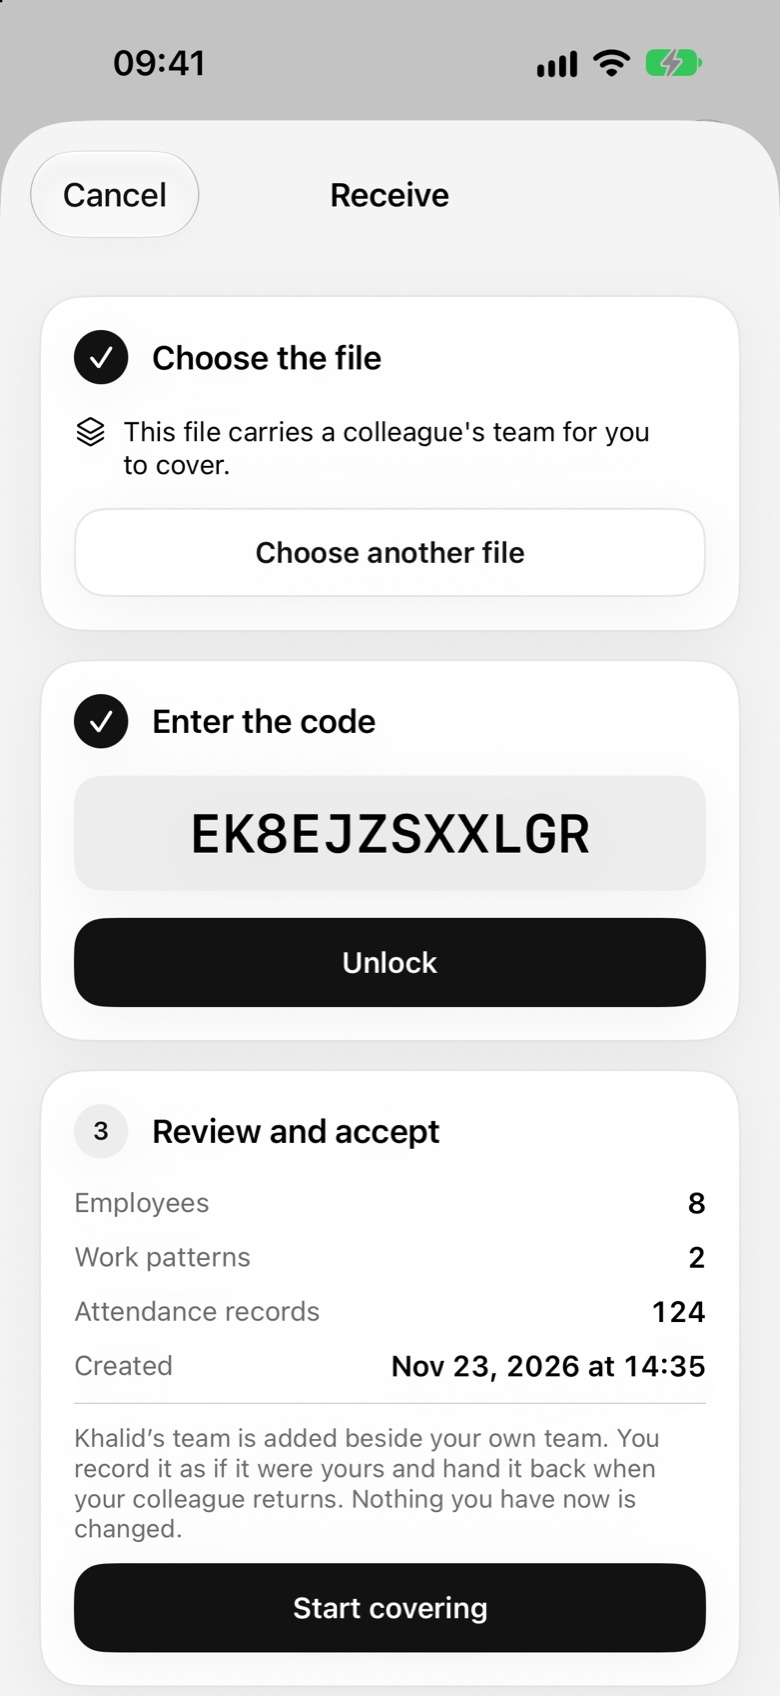 09:41
Cancel
Receive
Choose the file
This file carries a colleague's team for you
to cover.
Choose another file
Enter the code
EK8EJZSXXLGR
Unlock
3
Review and accept
Employees 8
Work patterns 2
Attendance records 124
Created Nov 23, 2026 at 14:35
Khalid’s team is added beside your own team. You
record it as if it were yours and hand it back when
your colleague returns. Nothing you have now is
changed.
Start covering